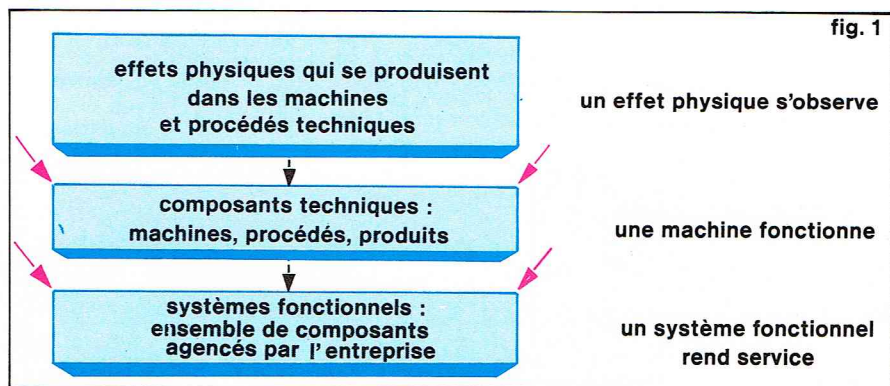 fig. 1
effets physiques qui se produisent
dans les machines
et procédés techniques
un effet physique s'observe
composants techniques :
machines, procédés, produits
une machine fonctionne
systèmes fonctionnels :
ensemble de composants
agencés par l'entreprise
un système fonctionnel
rend service